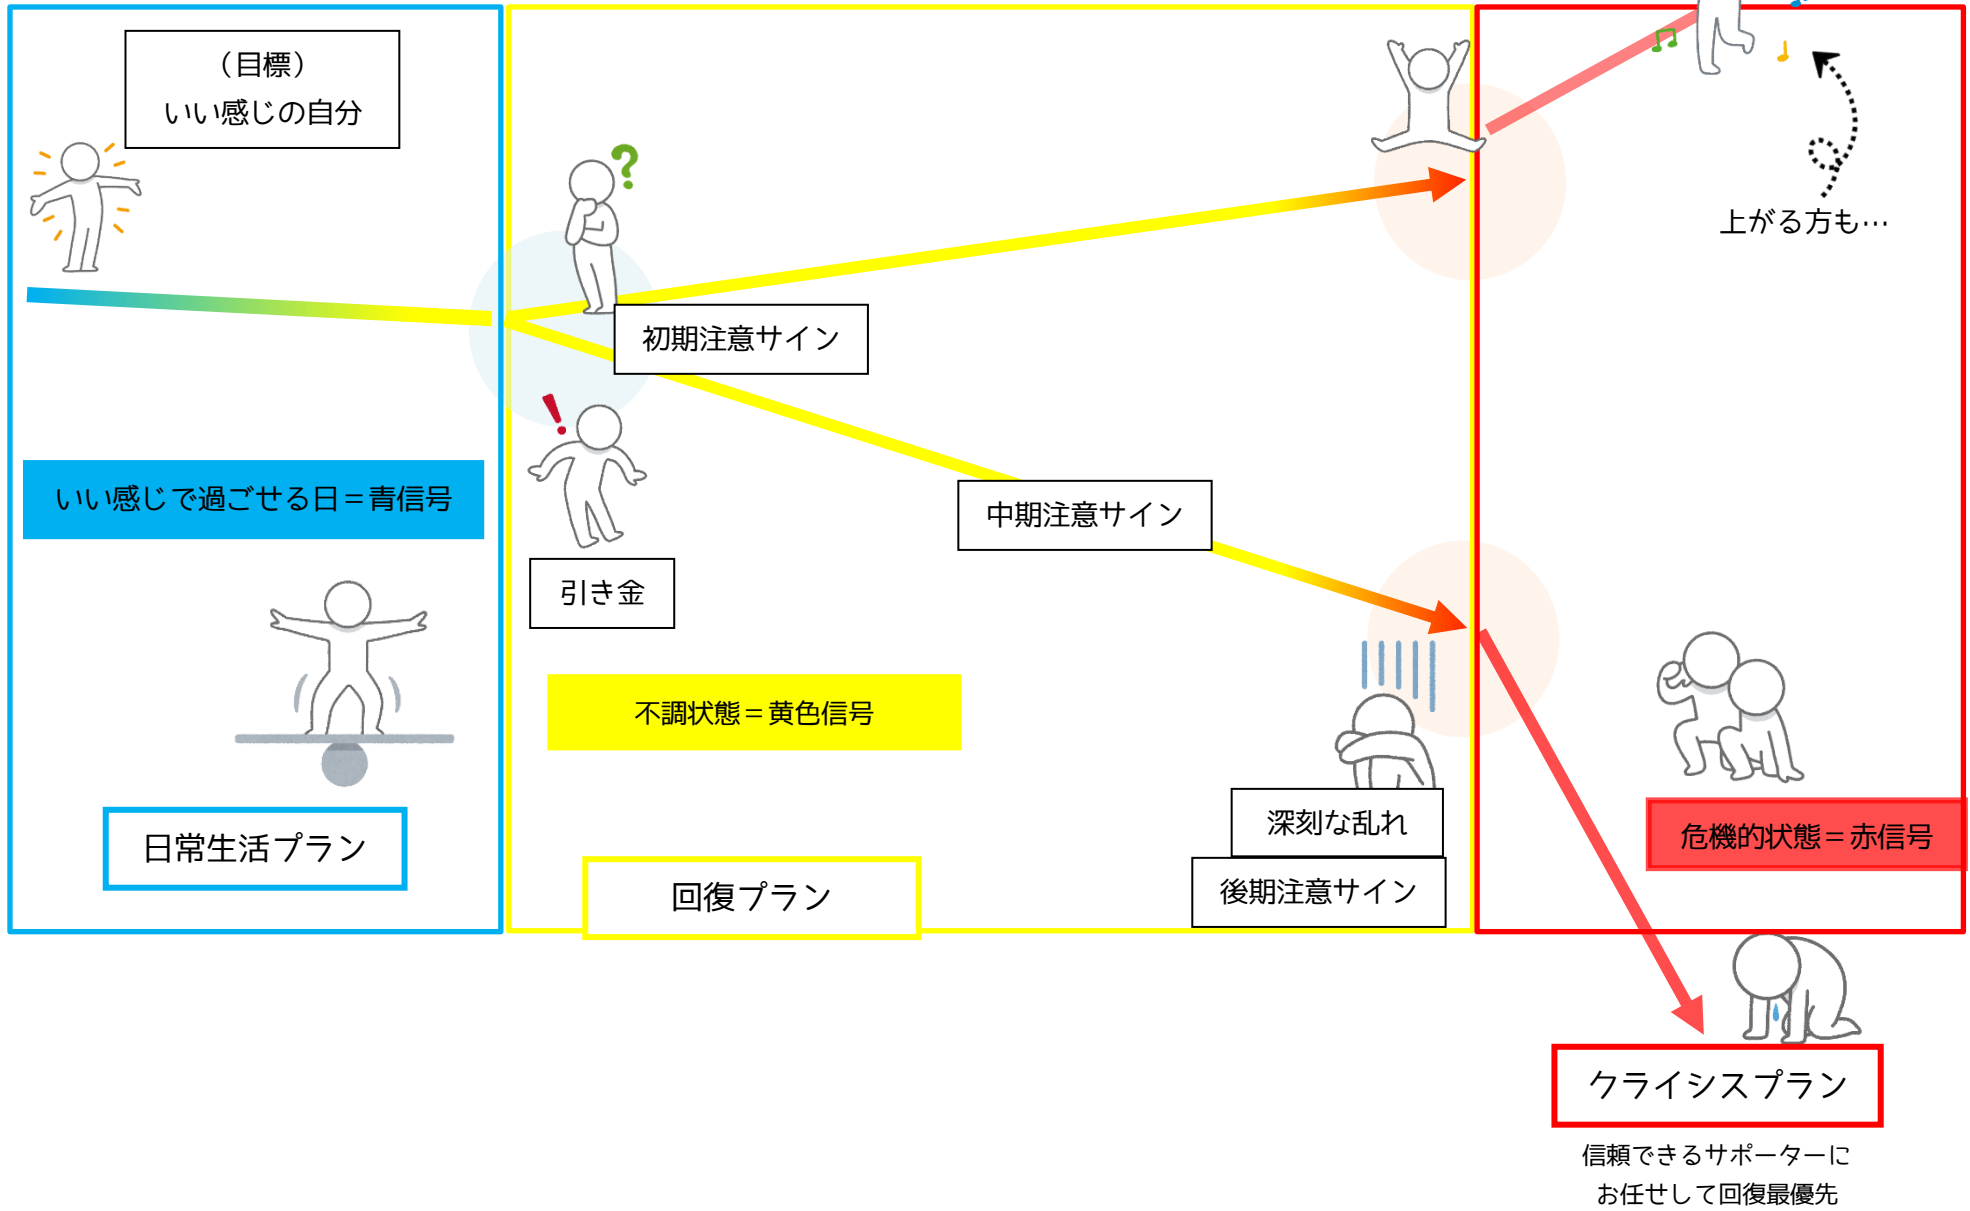 （目標）
いい感じの自分
いい感じで過ごせる日＝青信号
日常生活プラン
?
初期注意サイン
!
引き金
中期注意サイン
不調状態＝黄色信号
深刻な乱れ
後期注意サイン
回復プラン
上がる方も…
危機的状態＝赤信号
クライシスプラン
信頼できるサポーターに
お任せして回復最優先